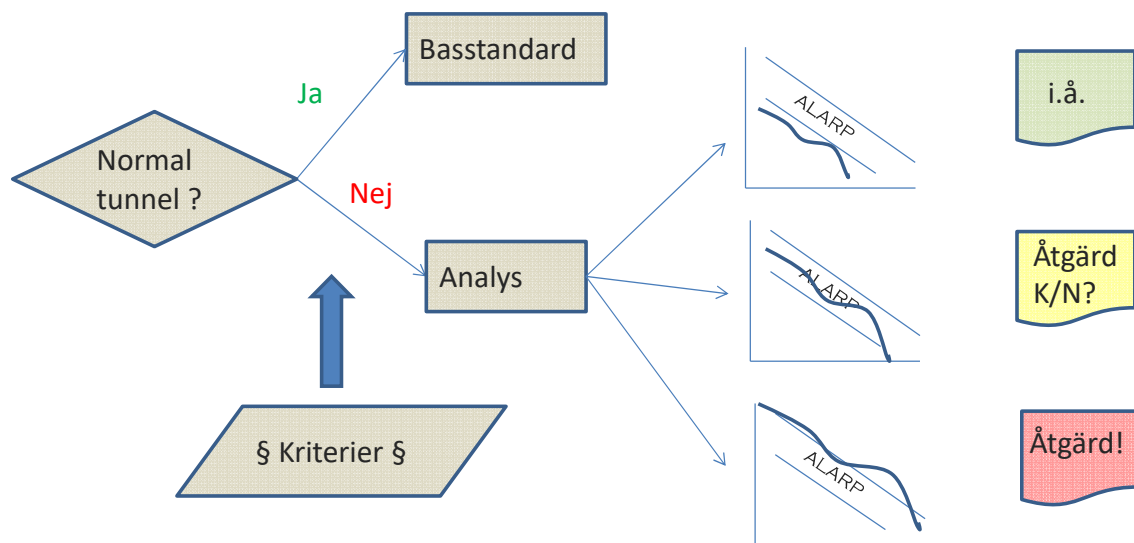 Basstandard
Ja
Normal
tunnel ?
Nej
Analys
§ Kriterier §
ALARP
i.å.
ALARP
Åtgärd
K/N?
ALARP
Åtgärd!